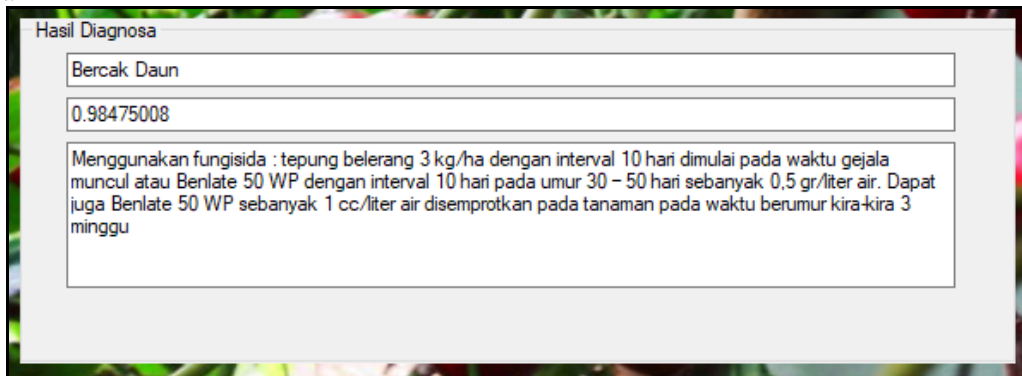 Hasil Diagnosa
Bercak Daun
0.98475008
Menggunakan fungisida : tepung belerang 3 kg/ha dengan interval 10 hari dimulai pada waktu gejala
muncul atau Benlate 50 WP dengan interval 10 hari pada umur 30 – 50 hari sebanyak 0,5 gr/liter air. Dapat
juga Benlate 50 WP sebanyak 1 cc/liter air disemprotkan pada tanaman pada waktu berumur kira-kira 3
minggu